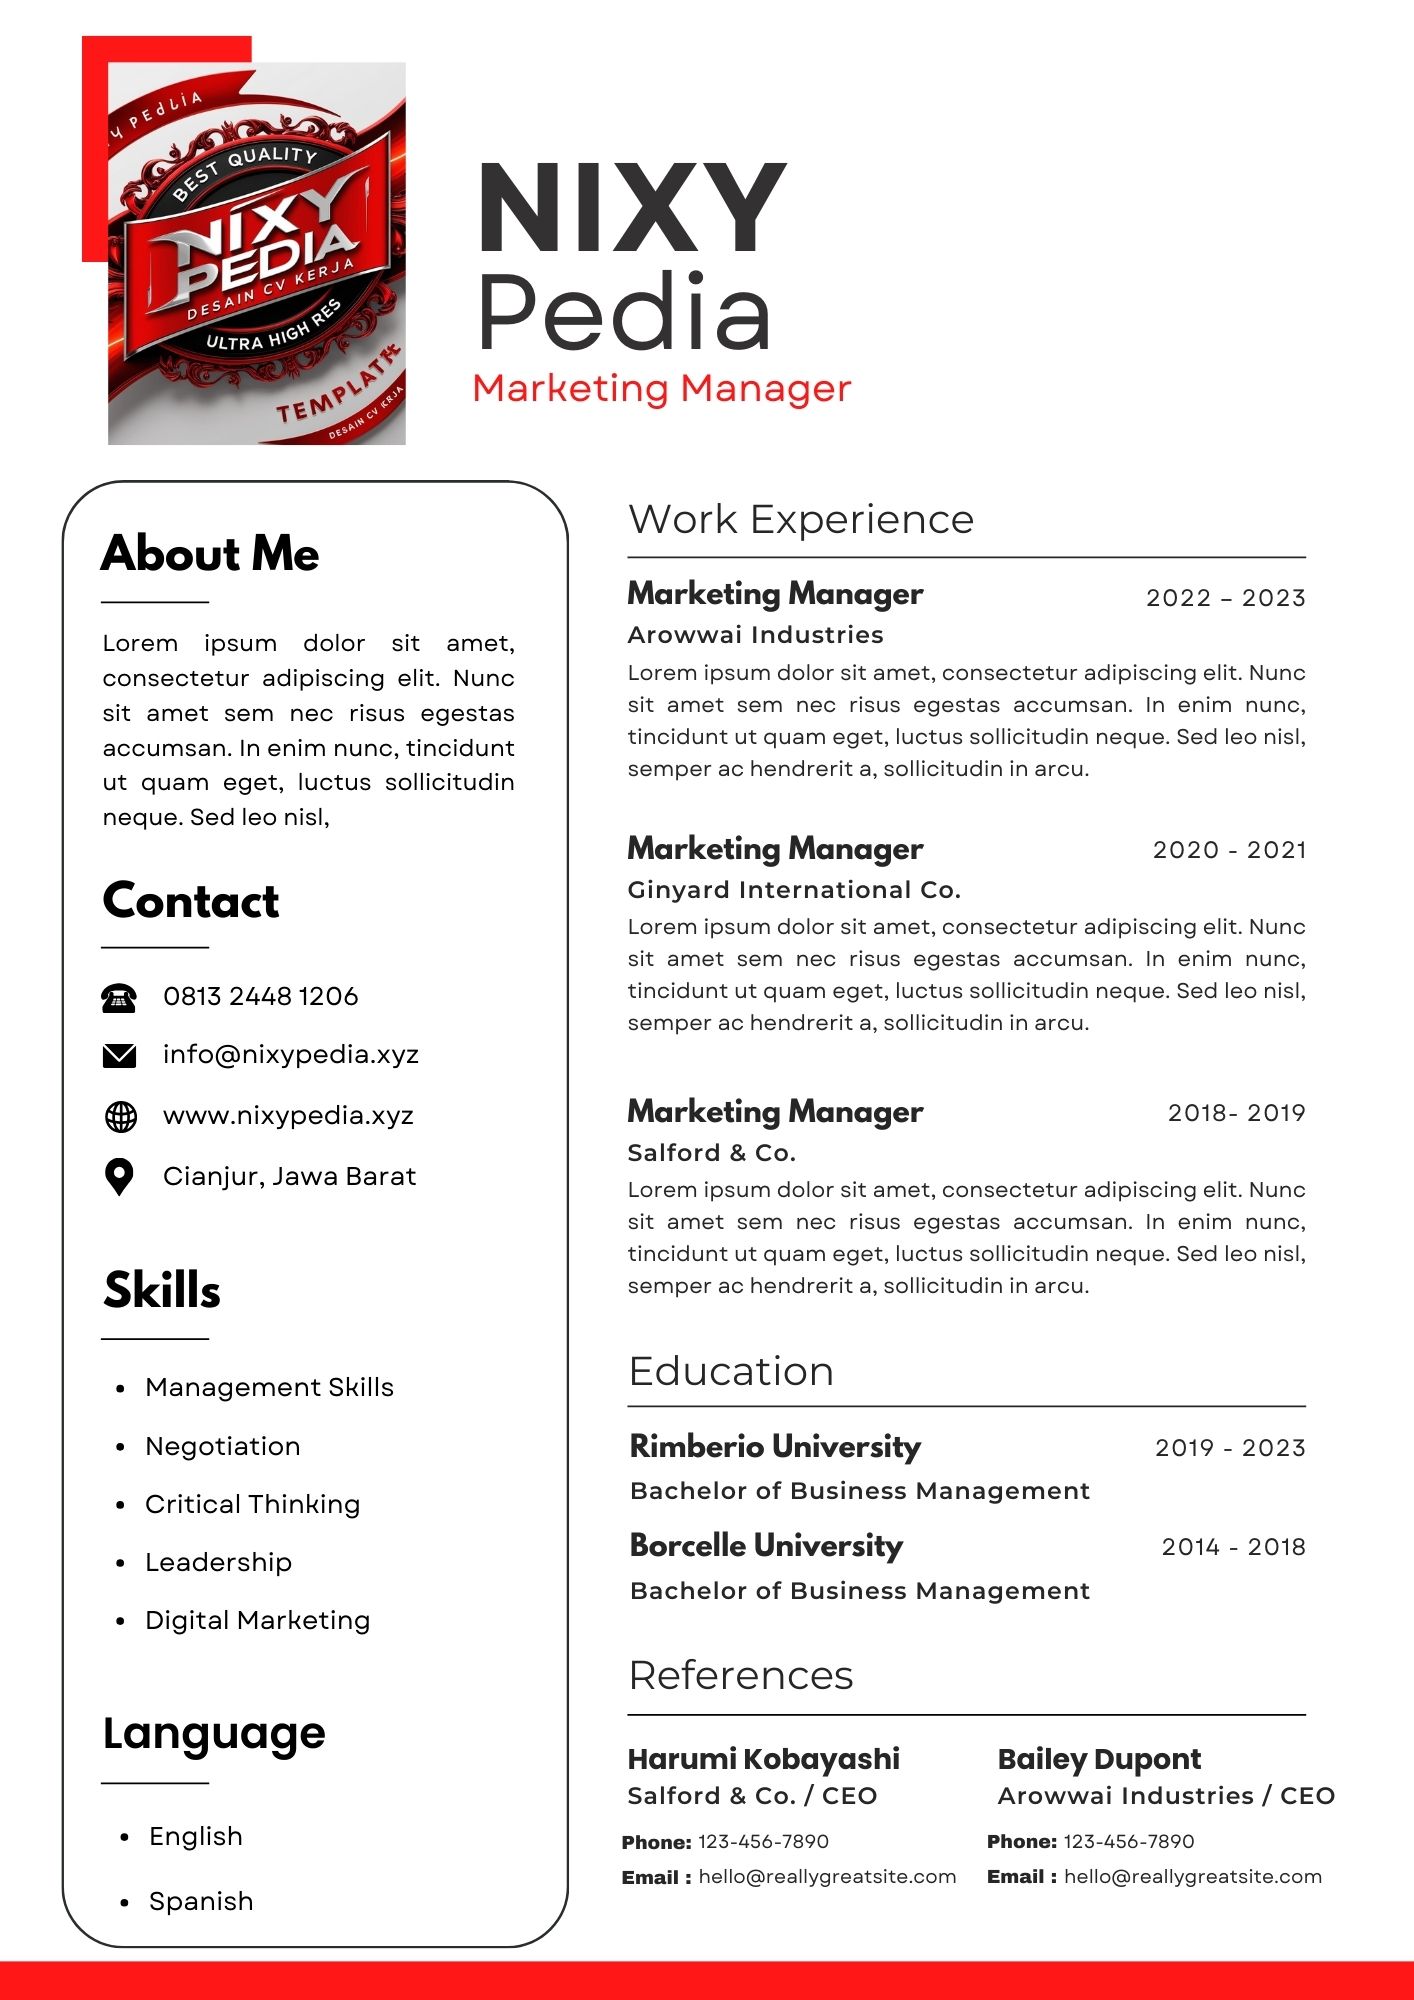 Y PEdLiA
BEST QUALITY
NIXY
PEDIA
DESAIN CV KERJA
ULTRA HIGH RES
TEMPLATE
DESAIN CV KERJA
NIXY
Pedia
Marketing Manager
About Me
Lorem ipsum dolor sit amet,
consectetur adipiscing elit. Nunc
sit amet sem nec risus egestas
accumsan. In enim nunc, tincidunt
ut quam eget, luctus sollicitudin
neque. Sed leo nisl,
Contact
0813 2448 1206
info@nixypedia.xyz
www.nixypedia.xyz
Cianjur, Jawa Barat
Skills
• Management Skills
• Negotiation
• Critical Thinking
• Leadership
• Digital Marketing
Language
• English
• Spanish
Work Experience
Marketing Manager 2022 – 2023
Arowwai Industries
Lorem ipsum dolor sit amet, consectetur adipiscing elit. Nunc
sit amet sem nec risus egestas accumsan. In enim nunc,
tincidunt ut quam eget, luctus sollicitudin neque. Sed leo nisl,
semper ac hendrerit a, sollicitudin in arcu.
Marketing Manager 2020 - 2021
Ginyard International Co.
Lorem ipsum dolor sit amet, consectetur adipiscing elit. Nunc
sit amet sem nec risus egestas accumsan. In enim nunc,
tincidunt ut quam eget, luctus sollicitudin neque. Sed leo nisl,
semper ac hendrerit a, sollicitudin in arcu.
Marketing Manager 2018- 2019
Salford & Co.
Lorem ipsum dolor sit amet, consectetur adipiscing elit. Nunc
sit amet sem nec risus egestas accumsan. In enim nunc,
tincidunt ut quam eget, luctus sollicitudin neque. Sed leo nisl,
semper ac hendrerit a, sollicitudin in arcu.
Education
Rimberio University 2019 - 2023
Bachelor of Business Management
Borcelle University 2014 - 2018
Bachelor of Business Management
References
Harumi Kobayashi
Salford & Co. / CEO
Phone: 123-456-7890
Email : hello@reallygreatsite.com
Bailey Dupont
Arowwai Industries / CEO
Phone: 123-456-7890
Email : hello@reallygreatsite.com